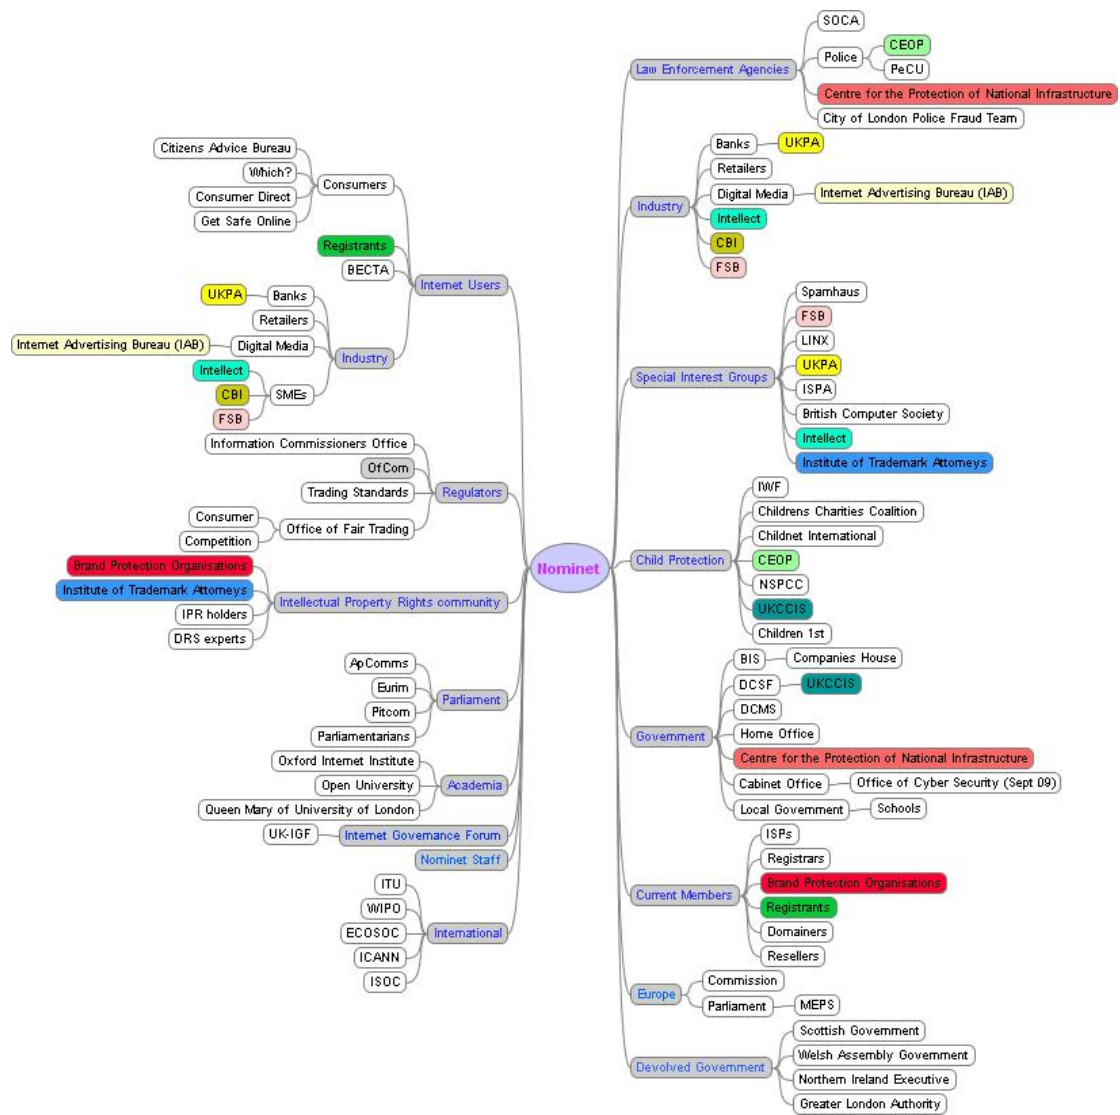 Nominet
Law Enforcement Agencies
SOCA
Police
CEOP
PeCU
Centre for the Protection of National Infrastructure
City of London Police Fraud Team
Industry
Banks
UKPA
Retailers
Digital Media
Internet Advertising Bureau (IAB)
Intellect
CBI
FSB
Special Interest Groups
Spamhaus
FSB
LINX
UKPA
ISPA
British Computer Society
Intellect
Institute of Trademark Attorneys
Child Protection
IWF
Childrens Charities Coalition
Childnet International
CEOP
NSPCC
UKCCIS
Children 1st
Government
BIS
Companies House
DCSF
UKCCIS
DCMS
Home Office
Centre for the Protection of National Infrastructure
Cabinet Office
Office of Cyber Security (Sept 09)
Local Government
Schools
Current Members
ISPs
Registrars
Brand Protection Organisations
Registrants
Domainers
Resellers
Europe
Commission
Parliament
MEPS
Devolved Government
Scottish Government
Welsh Assembly Government
Northern Ireland Executive
Greater London Authority
Internet Users
Consumers
Citizens Advice Bureau
Which?
Consumer Direct
Get Safe Online
Registrants
BECTA
Industry
Banks
UKPA
Retailers
Digital Media
Internet Advertising Bureau (IAB)
SMEs
Intellect
CBI
FSB
Regulators
Information Commissioners Office
OfCom
Trading Standards
Office of Fair Trading
Consumer
Competition
Intellectual Property Rights community
Brand Protection Organisations
Institute of Trademark Attorneys
IPR holders
DRS experts
Parliament
ApComms
Eurim
Pitcom
Parliamentarians
Academia
Oxford Internet Institute
Open University
Queen Mary of University of London
Internet Governance Forum
UK-IGF
Nominet Staff
International
ITU
WIPO
ECOSOC
ICANN
ISOC